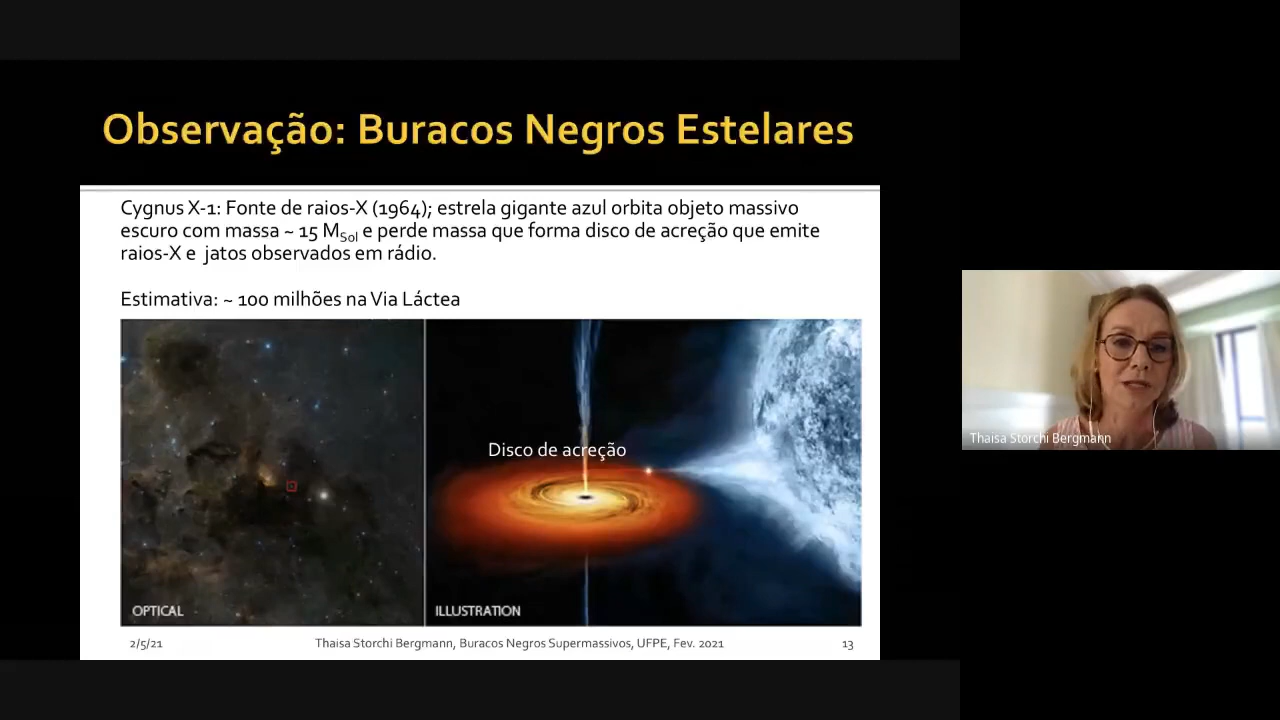 Observação: Buracos Negros Estelares
Cygnus X-1: Fonte de raios-X (1964); estrela gigante azul orbita objeto massivo
escuro com massa ~ 15 MSol e perde massa que forma disco de acreção que emite
raios-X e jatos observados em rádio.
Estimativa: ~ 100 milhões na Via Láctea
Disco de acreção
OPTICAL
ILLUSTRATION
2/5/21
Thaisa Storchi Bergmann, Buracos Negros Supermassivos, UFPE, Fev. 2021
13
Thaisa Storchi Bergmann